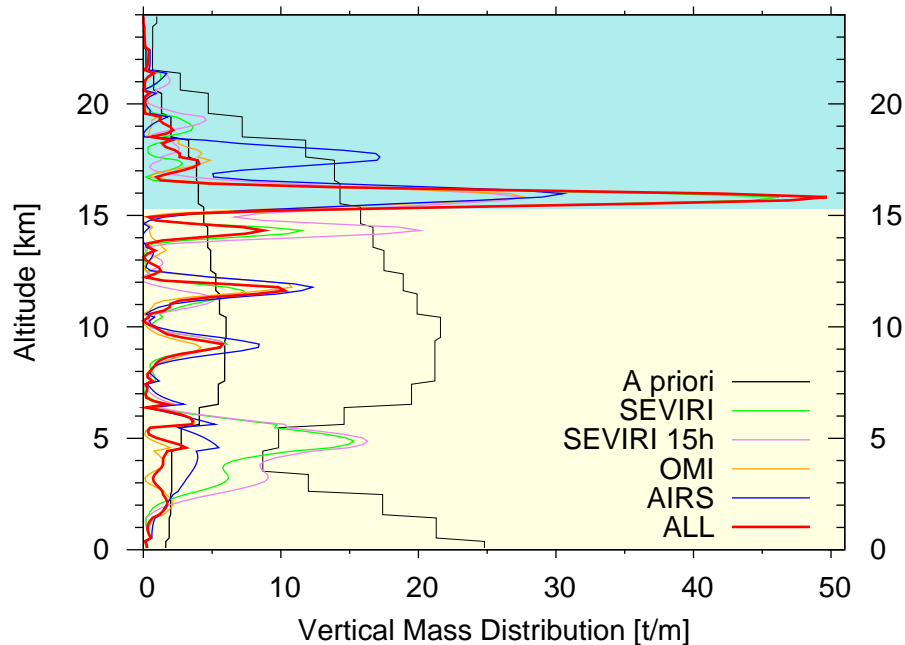 20
15
10
5
0
Altitude [km]
20
15
10
5
0
A priori
SEVIRI
SEVIRI 15h
OMI
AIRS
ALL
0 10 20 30 40 50
Vertical Mass Distribution [t/m]